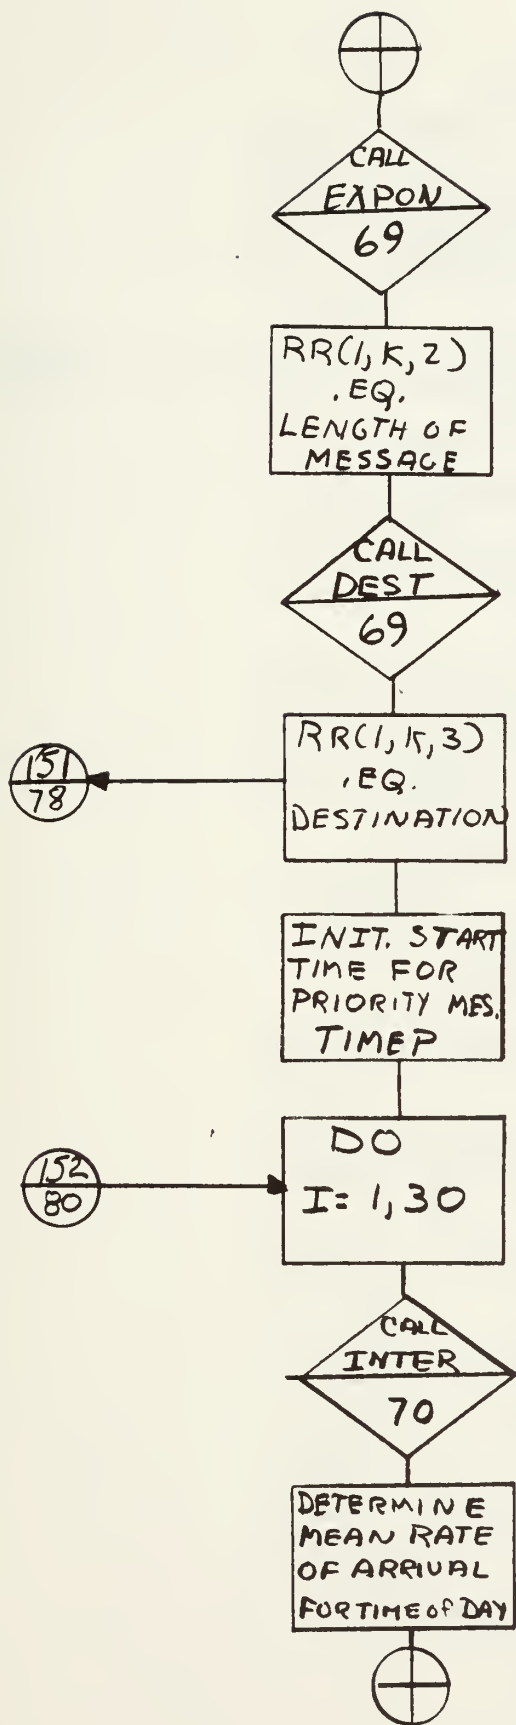 CALL
EXPON
69
RR(1,K,2)
.EQ.
LENGTH OF
MESSAGE
CALL
DEST
69
RR(1,K,3)
.EQ.
DESTINATION
151
78
INIT. START
TIME FOR
PRIORITY MES.
TIMEP
DO
I=1,30
152
80
CALL
INTER
70
DETERMINE
MEAN RATE
OF ARRIVAL
FOR TIME of DAY